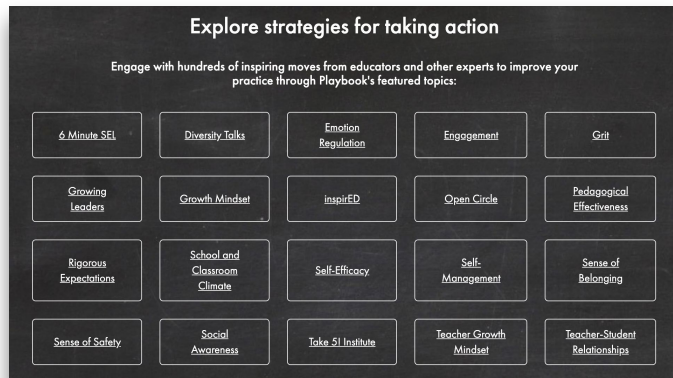 Explore strategies for taking action
Engage with hundreds of inspiring moves from educators and other experts to improve your
practice through Playbook's featured topics:
6 Minute SEL
Diversity Talks
Emotion
Regulation
Engagement
Grit
Growing
Leaders
Growth Mindset
inspirED
Open Circle
Pedagogical
Effectiveness
Rigorous
Expectations
School and
Classroom
Climate
Self-Efficacy
Self-
Management
Sense of
Belonging
Sense of Safety
Social
Awareness
Take 5! Institute
Teacher Growth
Mindset
Teacher-Student
Relationships